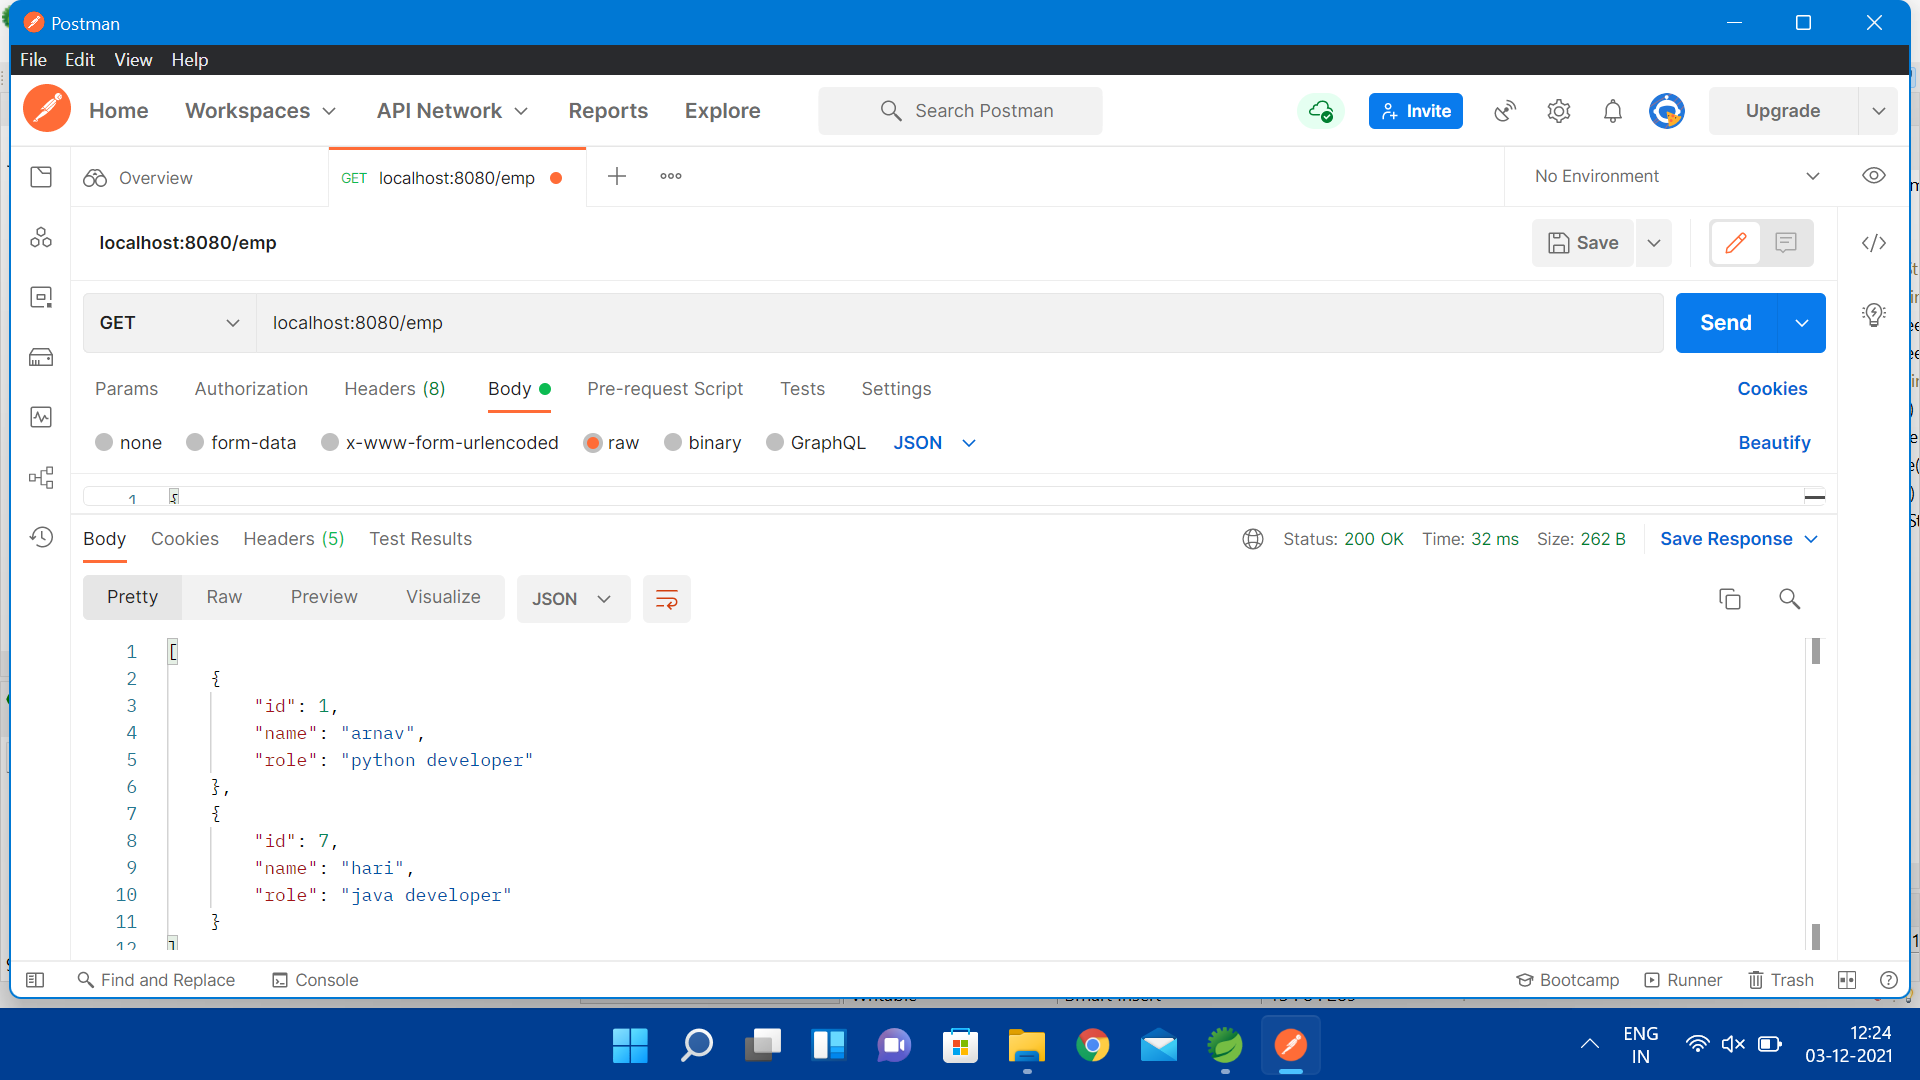 Postman
File Edit View Help
Home Workspaces API Network Reports Explore Search Postman Invite Upgrade
Overview GET localhost:8080/emp No Environment
localhost:8080/emp Save
GET localhost:8080/emp Send
Params Authorization Headers (8) Body Pre-request Script Tests Settings Cookies
none form-data x-www-form-urlencoded raw binary GraphQL JSON Beautify
1 {
Body Cookies Headers (5) Test Results Status: 200 OK Time: 32 ms Size: 262 B Save Response
Pretty Raw Preview Visualize JSON
1 [
2 {
3 "id": 1,
4 "name": "arnav",
5 "role": "python developer"
6 },
7 {
8 "id": 7,
9 "name": "hari",
10 "role": "java developer"
11 }
12 ]
Find and Replace Console Bootcamp Runner Trash
ENG 12:24
IN 03-12-2021